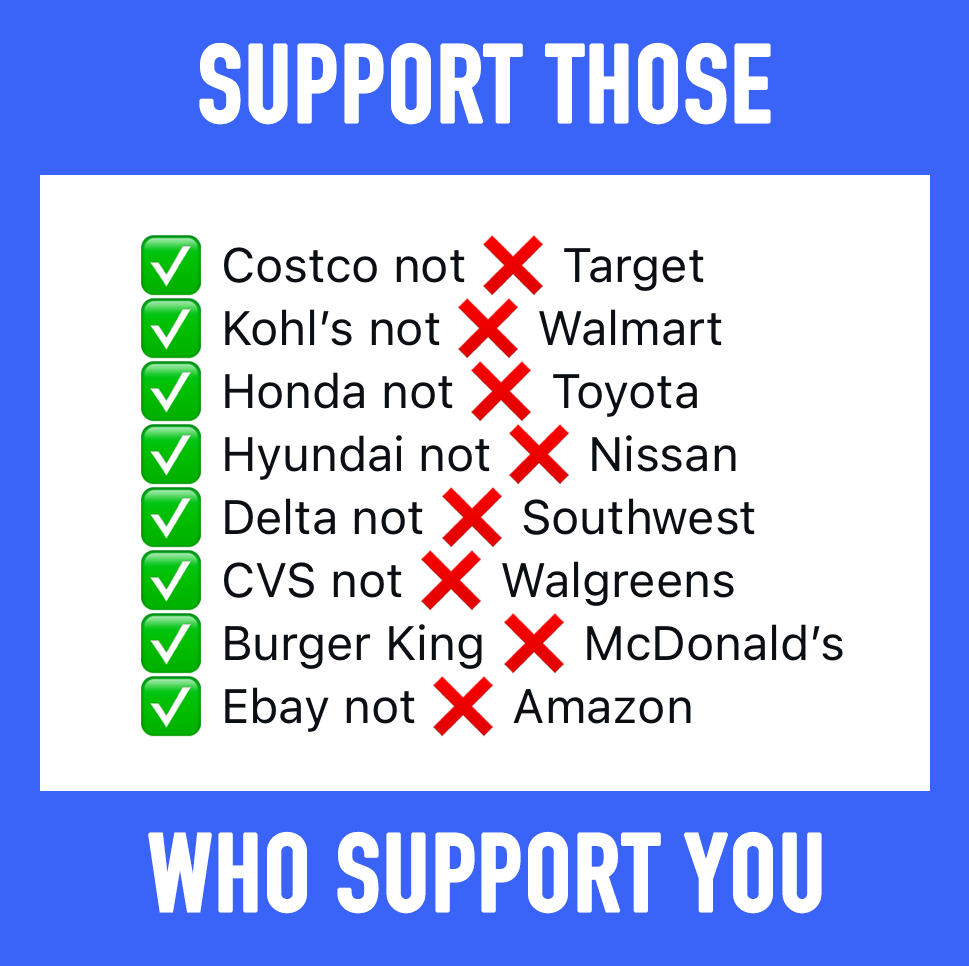 SUPPORT THOSE
✅ Costco not ❌ Target
✅ Kohl’s not ❌ Walmart
✅ Honda not ❌ Toyota
✅ Hyundai not ❌ Nissan
✅ Delta not ❌ Southwest
✅ CVS not ❌ Walgreens
✅ Burger King ❌ McDonald’s
✅ Ebay not ❌ Amazon
WHO SUPPORT YOU